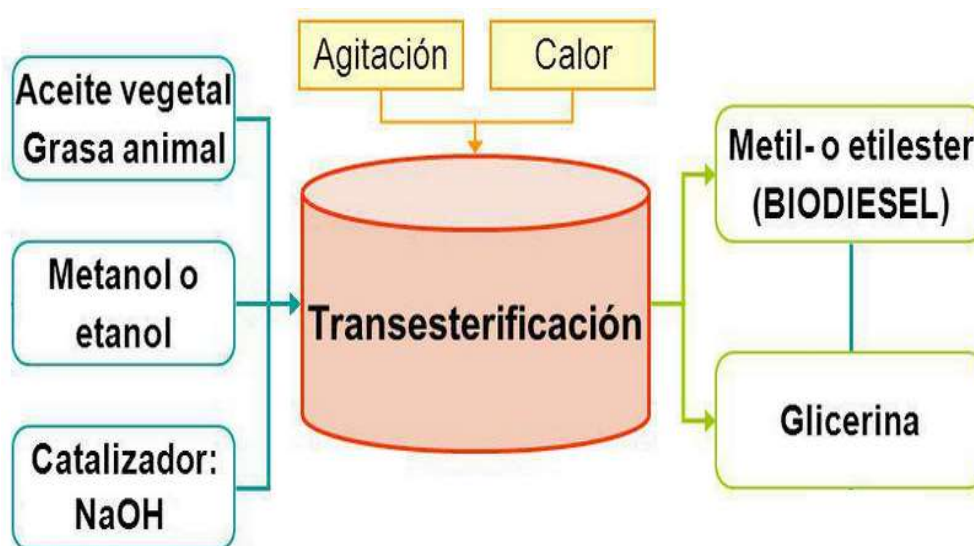 Agitación
Calor
Aceite vegetal
Grasa animal
Metanol o
etanol
Catalizador:
NaOH
Transesterificación
Metil- o etilester
(BIODIESEL)
Glicerina